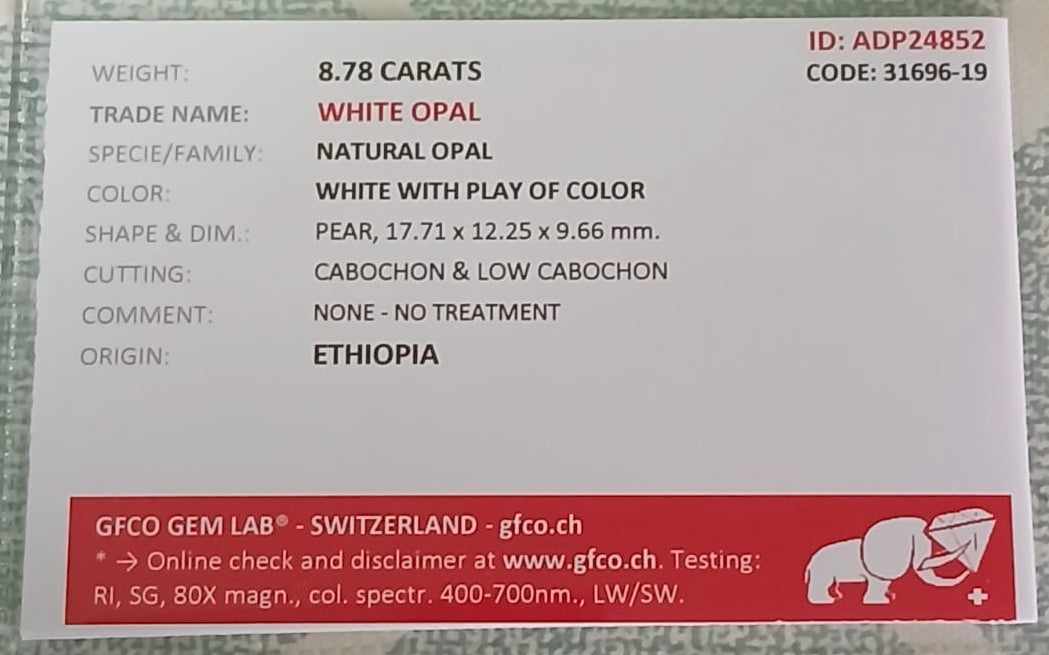 ID: ADP24852
CODE: 31696-19
WEIGHT: 8.78 CARATS
TRADE NAME: WHITE OPAL
SPECIE/FAMILY: NATURAL OPAL
COLOR: WHITE WITH PLAY OF COLOR
SHAPE & DIM.: PEAR, 17.71 x 12.25 x 9.66 mm.
CUTTING: CABOCHON & LOW CABOCHON
COMMENT: NONE - NO TREATMENT
ORIGIN: ETHIOPIA
GFCO GEM LAB® - SWITZERLAND - gfco.ch
* → Online check and disclaimer at www.gfco.ch. Testing:
RI, SG, 80X magn., col. spectr. 400-700nm., LW/SW.